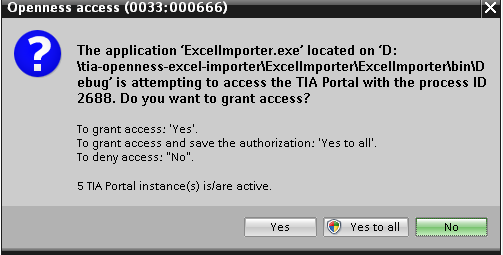 Openness access (0033:000666)
The application 'ExcelImporter.exe' located on 'D:
\tia-openness-excel-importer\ExcelImporter\ExcelImporter\bin\D
ebug' is attempting to access the TIA Portal with the process ID
2688. Do you want to grant access?
To grant access: 'Yes'.
To grant access and save the authorization: 'Yes to all'.
To deny access: "No".
5 TIA Portal instance(s) is/are active.
Yes
Yes to all
No